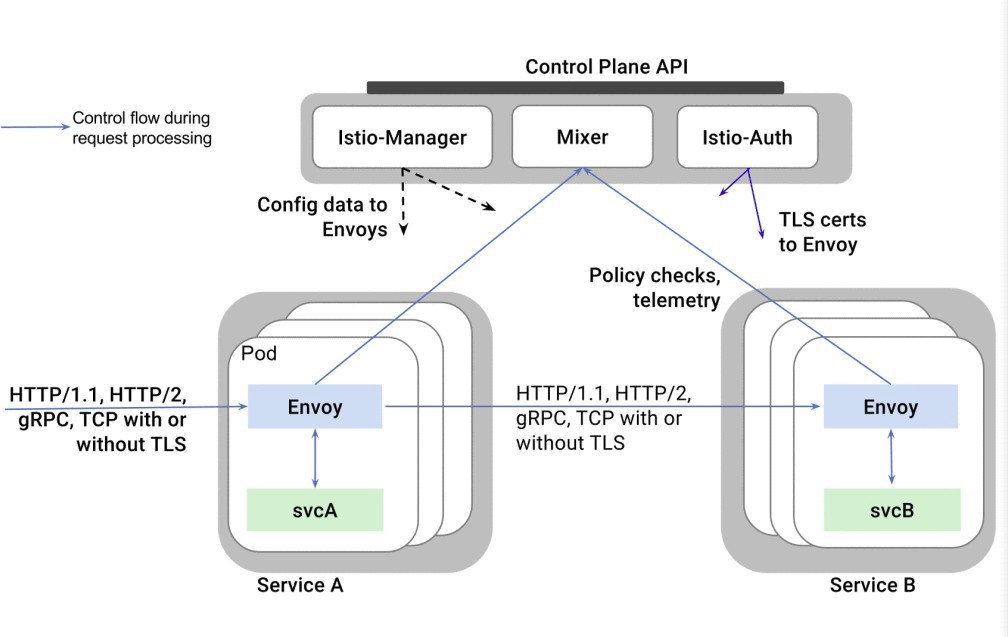 Control Plane API
Control flow during
request processing
Istio-Manager
Mixer
Istio-Auth
Config data to
Envoys
TLS certs
to Envoy
Policy checks,
telemetry
Pod
HTTP/1.1, HTTP/2,
gRPC, TCP with or
without TLS
Envoy
HTTP/1.1, HTTP/2,
gRPC, TCP with or
without TLS
Envoy
svcA
svcB
Service A
Service B